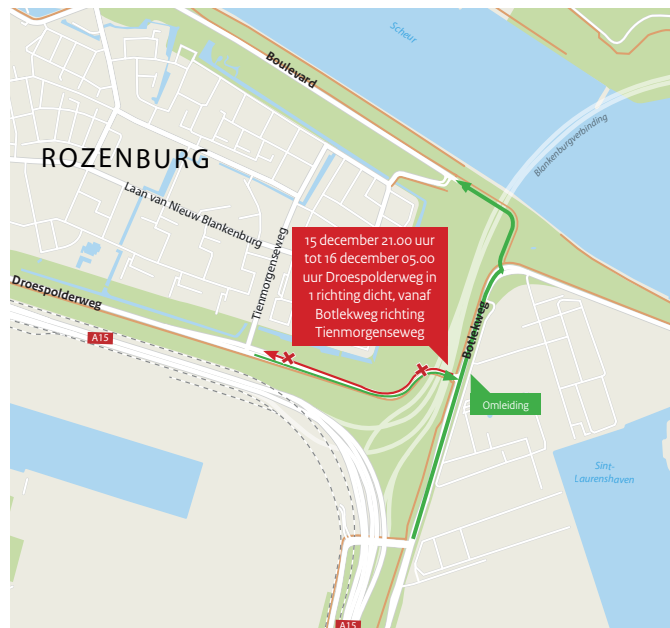 Scheur
Boulevard
Blankenburgverbinding
ROZENBURG
Laan van Nieuw Blankenburg
Tienmorgenseweg
15 december 21.00 uur
tot 16 december 05.00
uur Droespolderweg in
1 richting dicht, vanaf
Botlekweg richting
Tienmorgenseweg
Droespolderweg
Botlekweg
A15
Omleiding
Sint-
Laurenshaven
A15